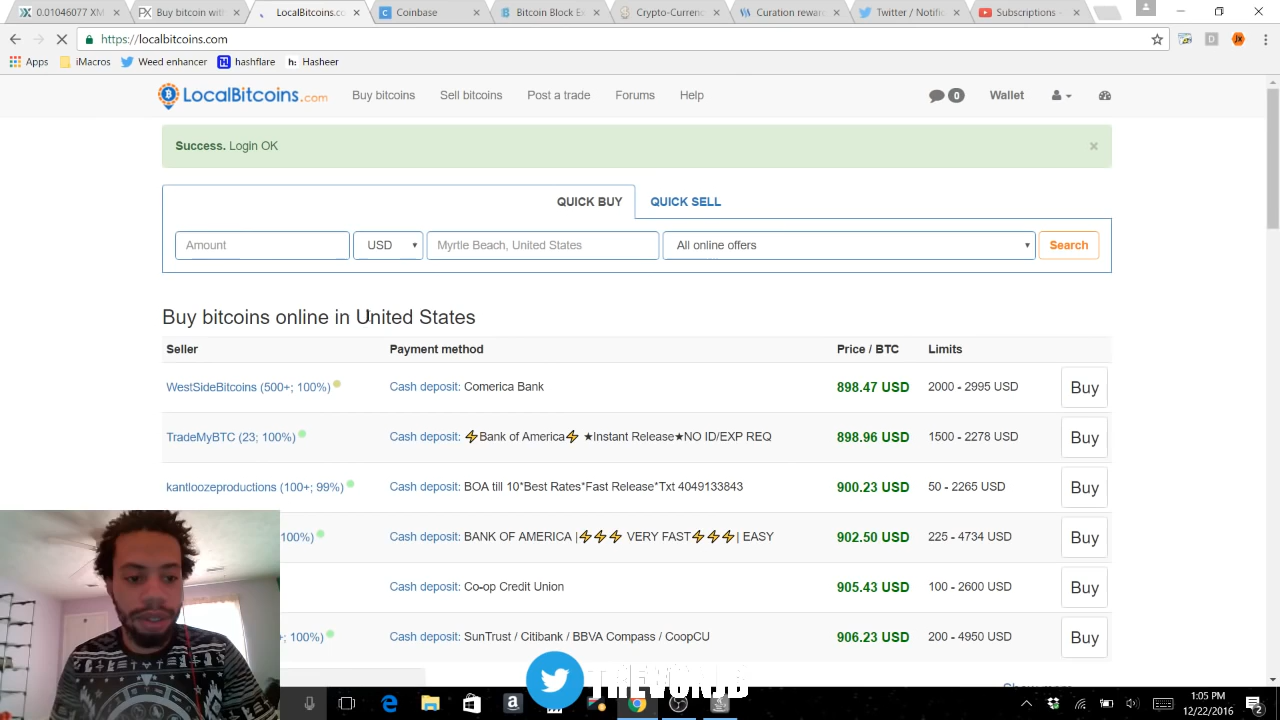 0.01046077 XM
Buy bitcoin with
LocalBitcoins.co
Coinbase
Bitcoin Block Ex
Crypto-Currenc
Curation reward
Twitter / Notific
Subscriptions -
https://localbitcoins.com
Apps iMacros Weed enhancer hashflare h: Hasheer
LocalBitcoins.com Buy bitcoins Sell bitcoins Post a trade Forums Help 0 Wallet
Success. Login OK ×
QUICK BUY QUICK SELL
Amount USD Myrtle Beach, United States All online offers Search
Buy bitcoins online in United States
Seller Payment method Price / BTC Limits
WestSideBitcoins (500+; 100%) Cash deposit: Comerica Bank 898.47 USD 2000 - 2995 USD Buy
TradeMyBTC (23; 100%) Cash deposit: ⚡Bank of America⚡ ★Instant Release★NO ID/EXP REQ 898.96 USD 1500 - 2278 USD Buy
kantloozeproductions (100+; 99%) Cash deposit: BOA till 10*Best Rates*Fast Release*Txt 4049133843 900.23 USD 50 - 2265 USD Buy
100%) Cash deposit: BANK OF AMERICA |⚡⚡⚡ VERY FAST⚡⚡⚡| EASY 902.50 USD 225 - 4734 USD Buy
Cash deposit: Co-op Credit Union 905.43 USD 100 - 2600 USD Buy
; 100%) Cash deposit: SunTrust / Citibank / BBVA Compass / CoopCU 906.23 USD 200 - 4950 USD Buy
1:05 PM
12/22/2016